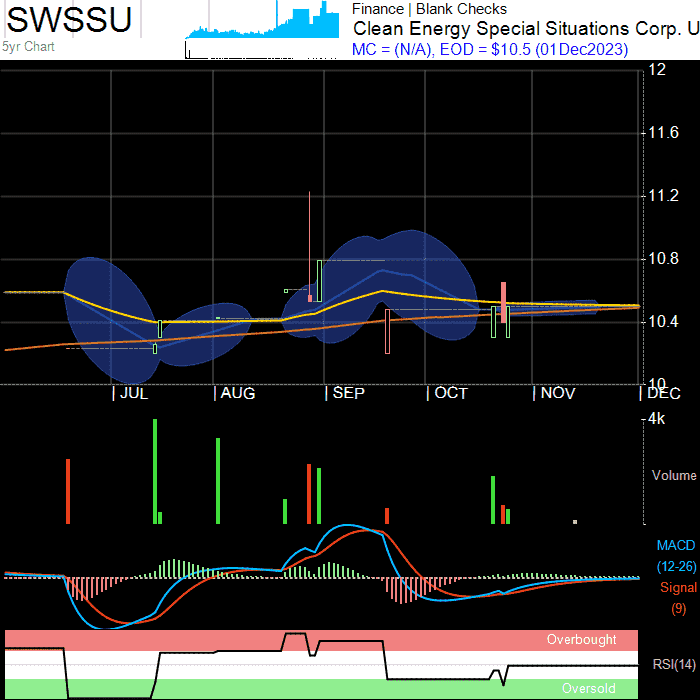 SWSSU
5yr Chart
Finance | Blank Checks
Clean Energy Special Situations Corp. U
MC = (N/A), EOD = $10.5 (01Dec2023)
12
11.6
11.2
10.8
10.4
10
JUL AUG SEP OCT NOV DEC
4k
Volume
MACD
(12-26)
Signal
(9)
Overbought
RSI(14)
Oversold